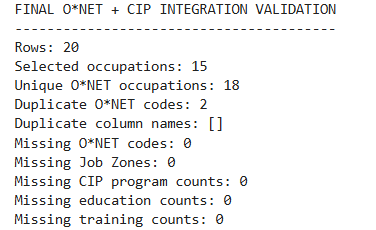 FINAL O*NET + CIP INTEGRATION VALIDATION
----------------------------------------
Rows: 20
Selected occupations: 15
Unique O*NET occupations: 18
Duplicate O*NET codes: 2
Duplicate column names: []
Missing O*NET codes: 0
Missing Job Zones: 0
Missing CIP program counts: 0
Missing education counts: 0
Missing training counts: 0